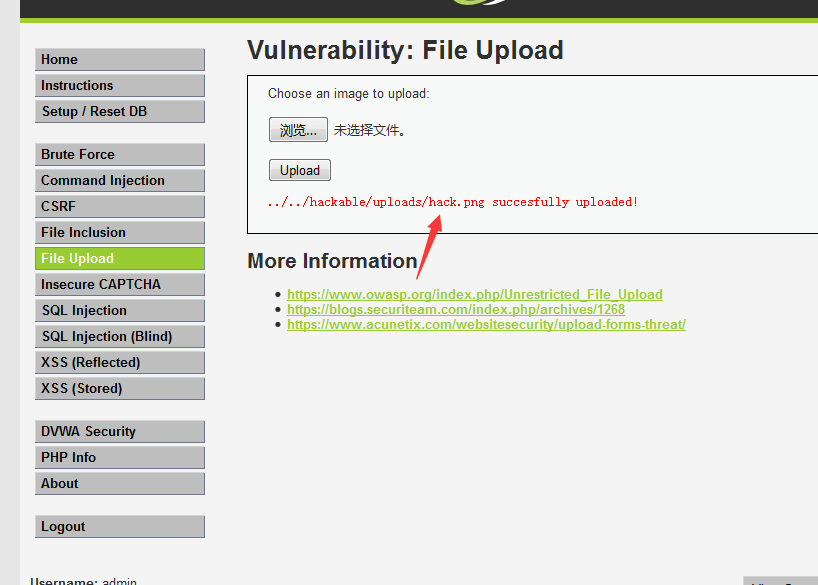 Vulnerability: File Upload
Home
Instructions
Setup / Reset DB
Brute Force
Command Injection
CSRF
File Inclusion
File Upload
Insecure CAPTCHA
SQL Injection
SQL Injection (Blind)
XSS (Reflected)
XSS (Stored)
DVWA Security
PHP Info
About
Logout
Choose an image to upload:
浏览... 未选择文件。
Upload
../../hackable/uploads/hack.png succesfully uploaded!
More Information
https://www.owasp.org/index.php/Unrestricted_File_Upload
https://blogs.securiteam.com/index.php/archives/1268
https://www.acunetix.com/websitesecurity/upload-forms-threat/
Username: admin